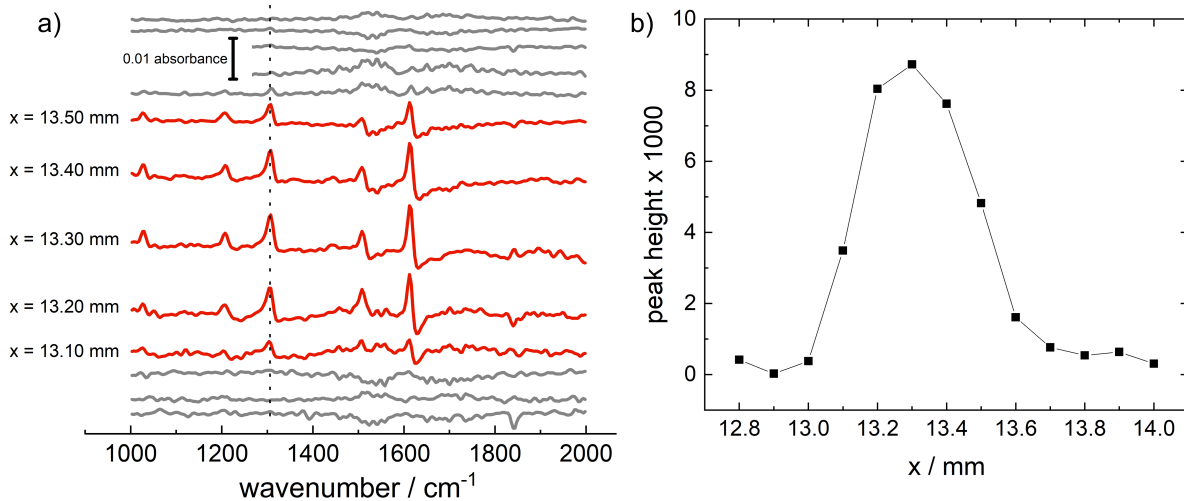 a)
0.01 absorbance
x = 13.50 mm
x = 13.40 mm
x = 13.30 mm
x = 13.20 mm
x = 13.10 mm
1000 1200 1400 1600 1800 2000
wavenumber / cm⁻¹
b)
peak height x 1000
10
8
6
4
2
0
12.8 13.0 13.2 13.4 13.6 13.8 14.0
x / mm